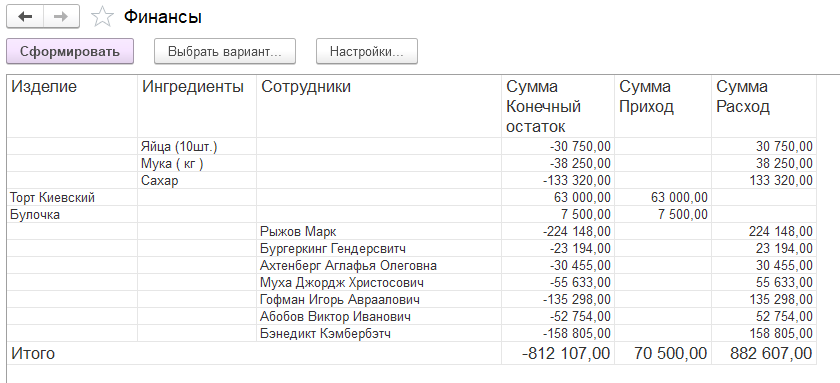 Финансы
Сформировать Выбрать вариант... Настройки...
Изделие Ингредиенты Сотрудники Сумма Конечный остаток Сумма Приход Сумма Расход
Яйца (10шт.) -30 750,00 30 750,00
Мука ( кг ) -38 250,00 38 250,00
Сахар -133 320,00 133 320,00
Торт Киевский 63 000,00 63 000,00
Булочка 7 500,00 7 500,00
Рыжов Марк -224 148,00 224 148,00
Бургеркинг Гендерсвитч -23 194,00 23 194,00
Ахтенберг Аглафья Олеговна -30 455,00 30 455,00
Муха Джордж Христосович -55 633,00 55 633,00
Гофман Игорь Авраалович -135 298,00 135 298,00
Абобов Виктор Иванович -52 754,00 52 754,00
Бэнедикт Кэмбербэтч -158 805,00 158 805,00
Итого -812 107,00 70 500,00 882 607,00